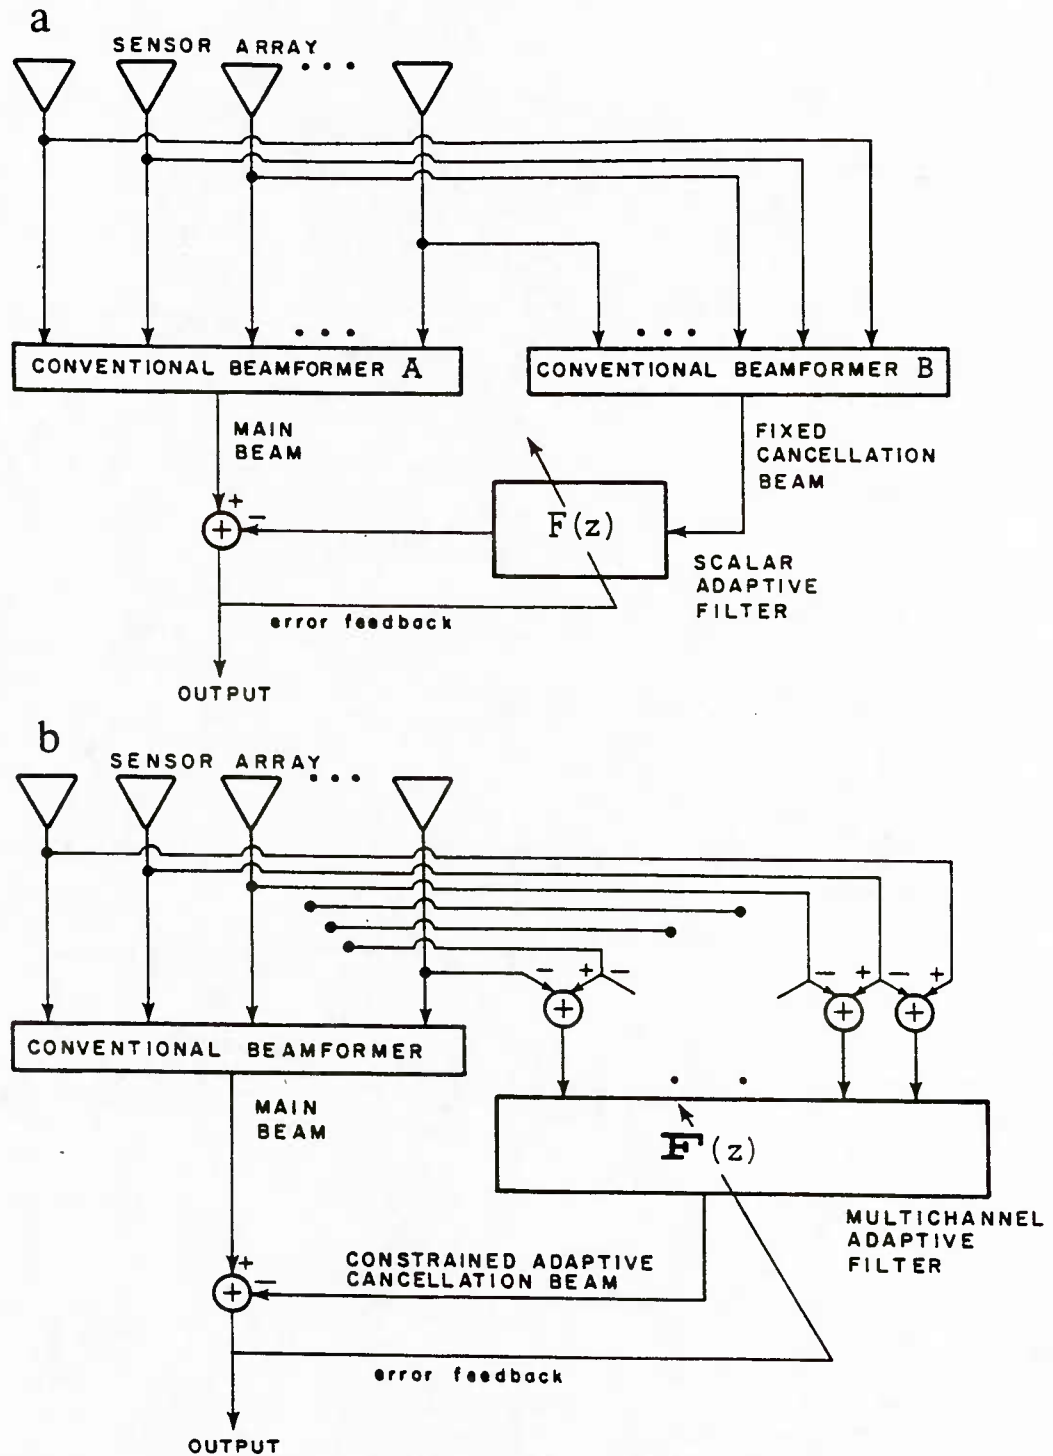 a
SENSOR ARRAY
CONVENTIONAL BEAMFORMER A
CONVENTIONAL BEAMFORMER B
MAIN
BEAM
FIXED
CANCELLATION
BEAM
+
−
+
F(z)
SCALAR
ADAPTIVE
FILTER
error feedback
OUTPUT
b
SENSOR ARRAY
− + −
− + − +
+
+
+
CONVENTIONAL BEAMFORMER
MAIN
BEAM
F(z)
MULTICHANNEL
ADAPTIVE
FILTER
CONSTRAINED ADAPTIVE
CANCELLATION BEAM
+
−
+
error feedback
OUTPUT